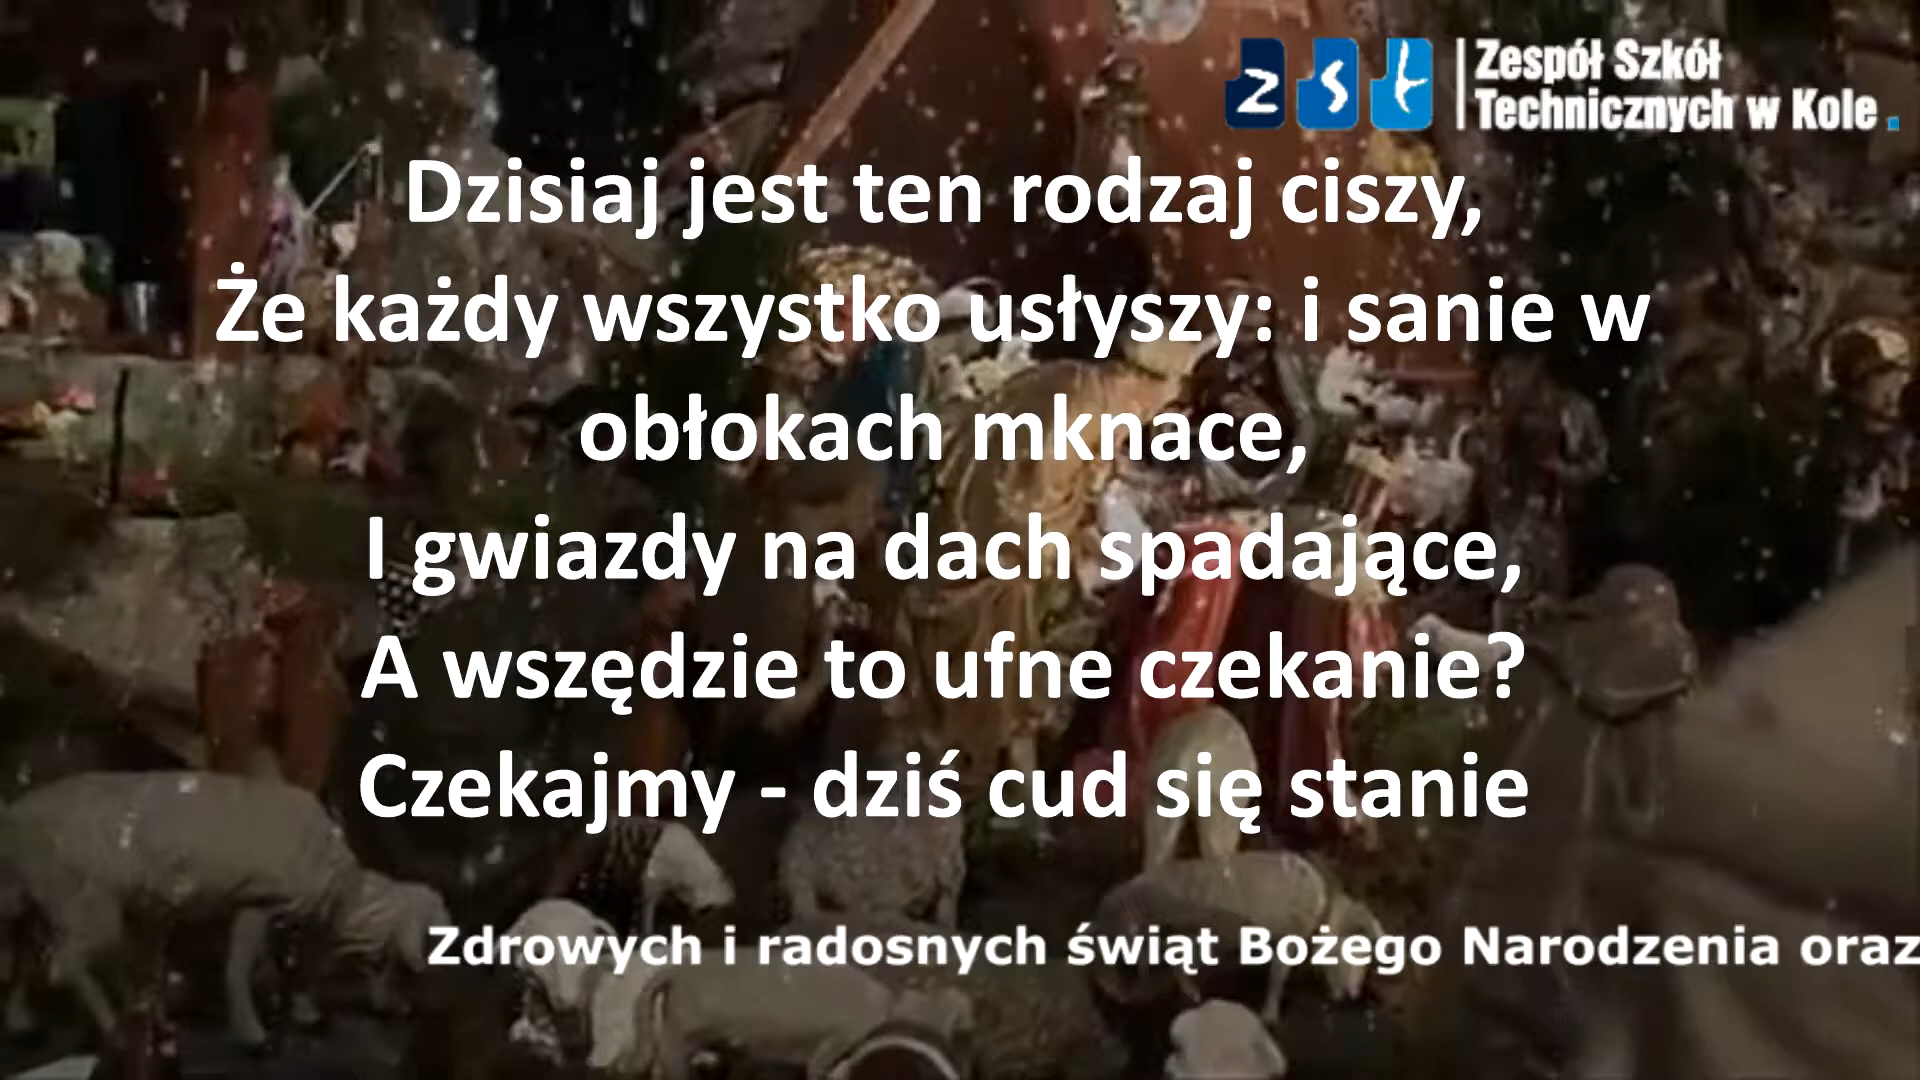 zst
Zespół Szkół
Technicznych w Kole.
Dzisiaj jest ten rodzaj ciszy,
Że każdy wszystko usłyszy: i sanie w
obłokach mknace,
I gwiazdy na dach spadające,
A wszędzie to ufne czekanie?
Czekajmy - dziś cud się stanie
Zdrowych i radosnych świąt Bożego Narodzenia oraz